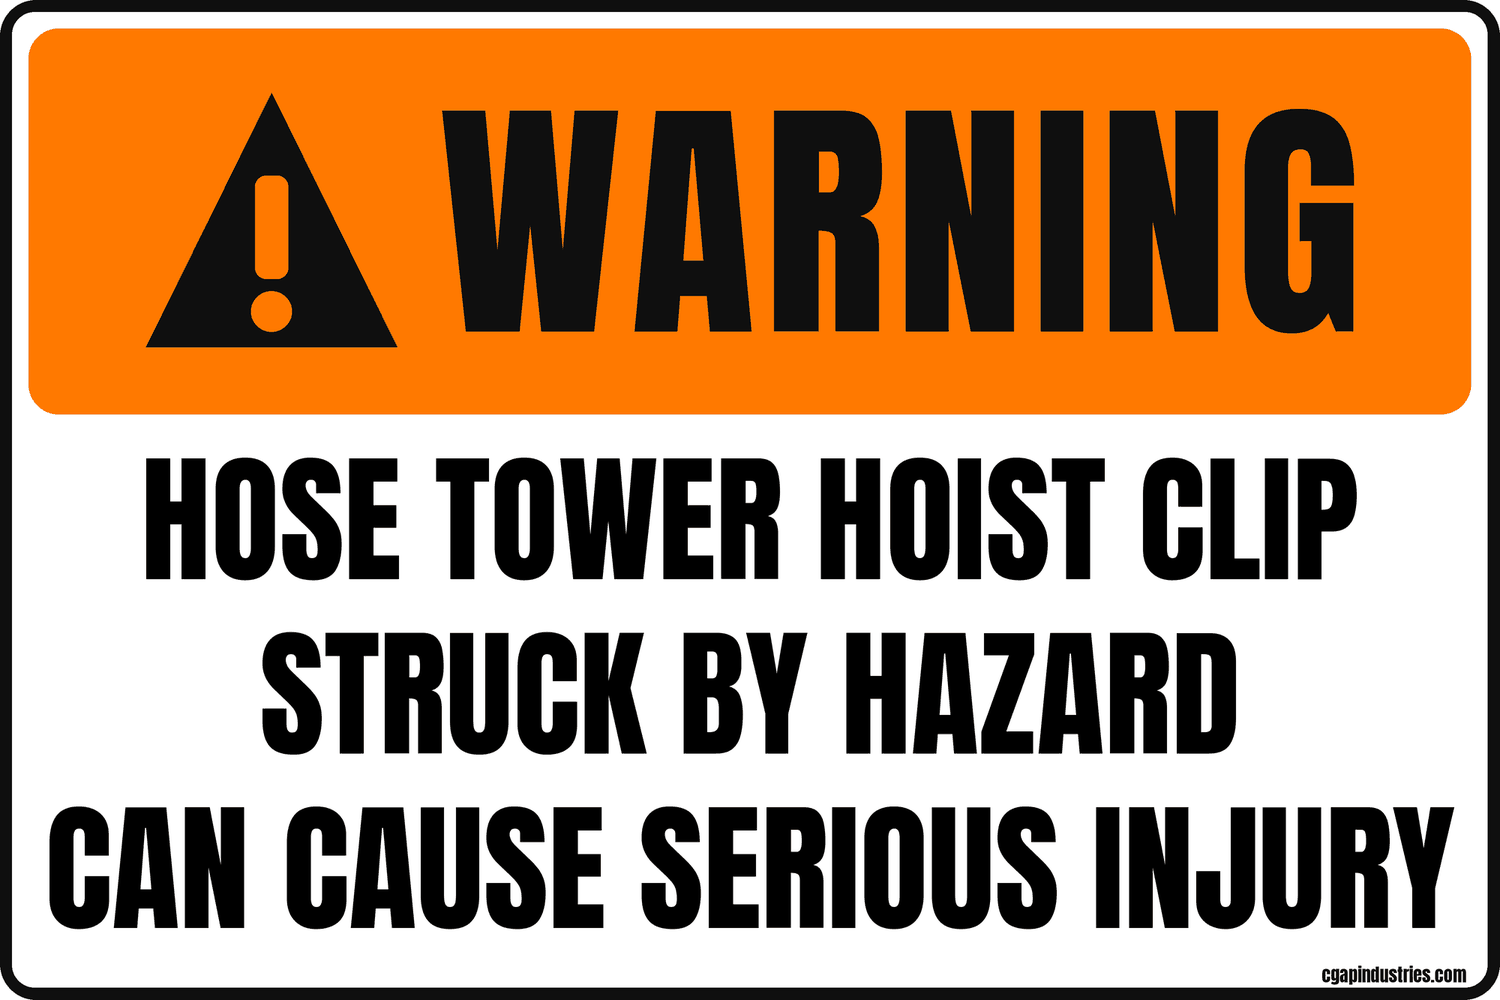 WARNING
HOSE TOWER HOIST CLIP
STRUCK BY HAZARD
CAN CAUSE SERIOUS INJURY
cgapindustries.com